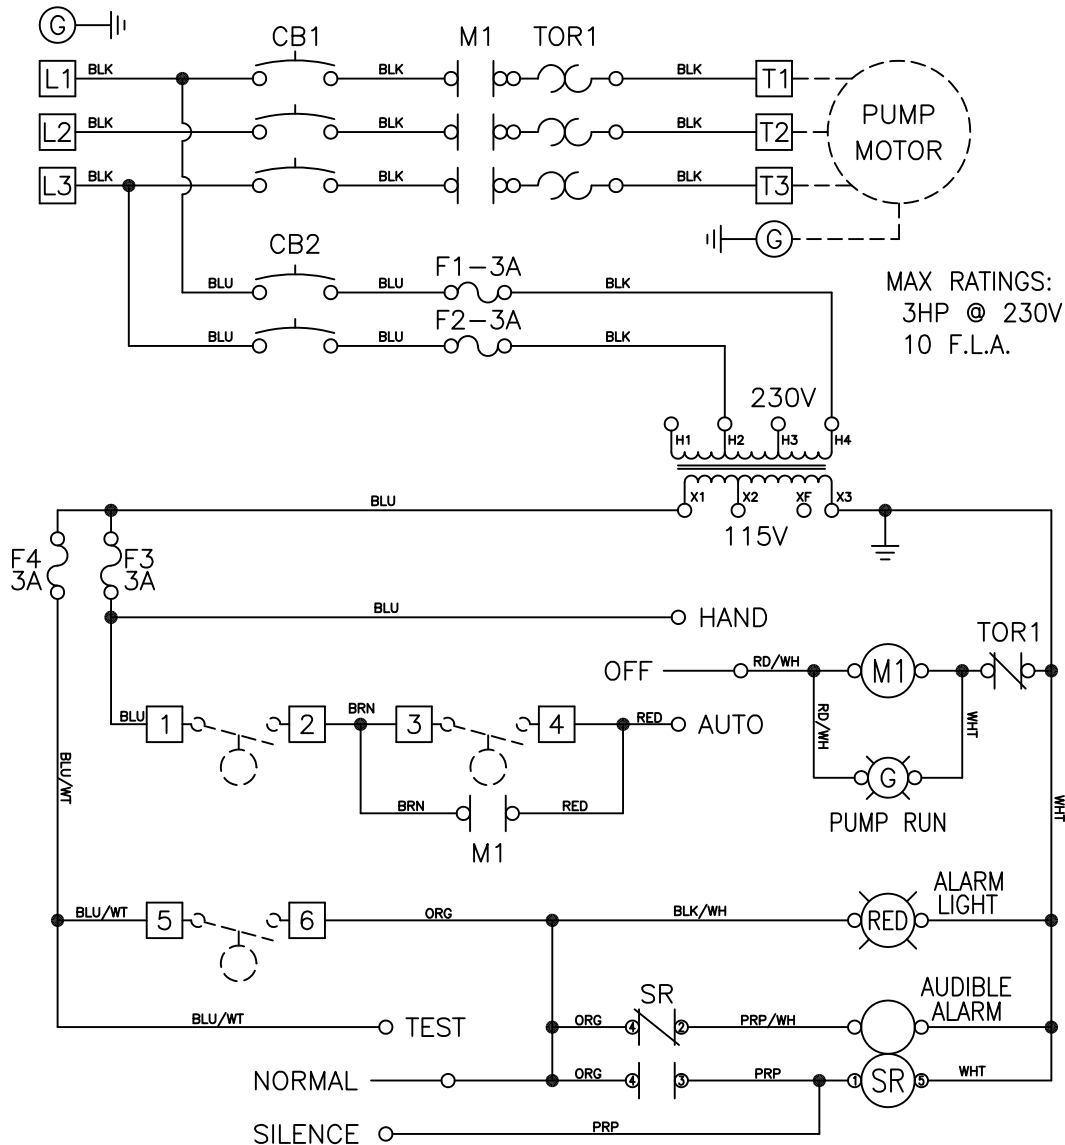 G
CB1 M1 TOR1
L1 BLK BLK BLK T1
L2 BLK BLK BLK T2
L3 BLK BLK BLK T3
PUMP
MOTOR
G
CB2
BLU BLU F1-3A BLK
BLU BLU F2-3A BLK
MAX RATINGS:
3HP @ 230V
10 F.L.A.
230V
H1 H2 H3 H4
X1 X2 XF X3
115V
BLU
F4
3A
F3
3A
BLU HAND
OFF RD/WH M1 TOR1
BLU 1 2 BRN 3 4 RED AUTO
RD/WH WHT
BLU/WT
G
PUMP RUN
WHT
BRN RED
M1
BLU/WT 5 6 ORG BLK/WH RED
ALARM
LIGHT
SR
AUDIBLE
ALARM
BLU/WT TEST ORG 4 2 PRP/WH
NORMAL ORG 4 3 PRP 1 SR 5 WHT
SILENCE PRP